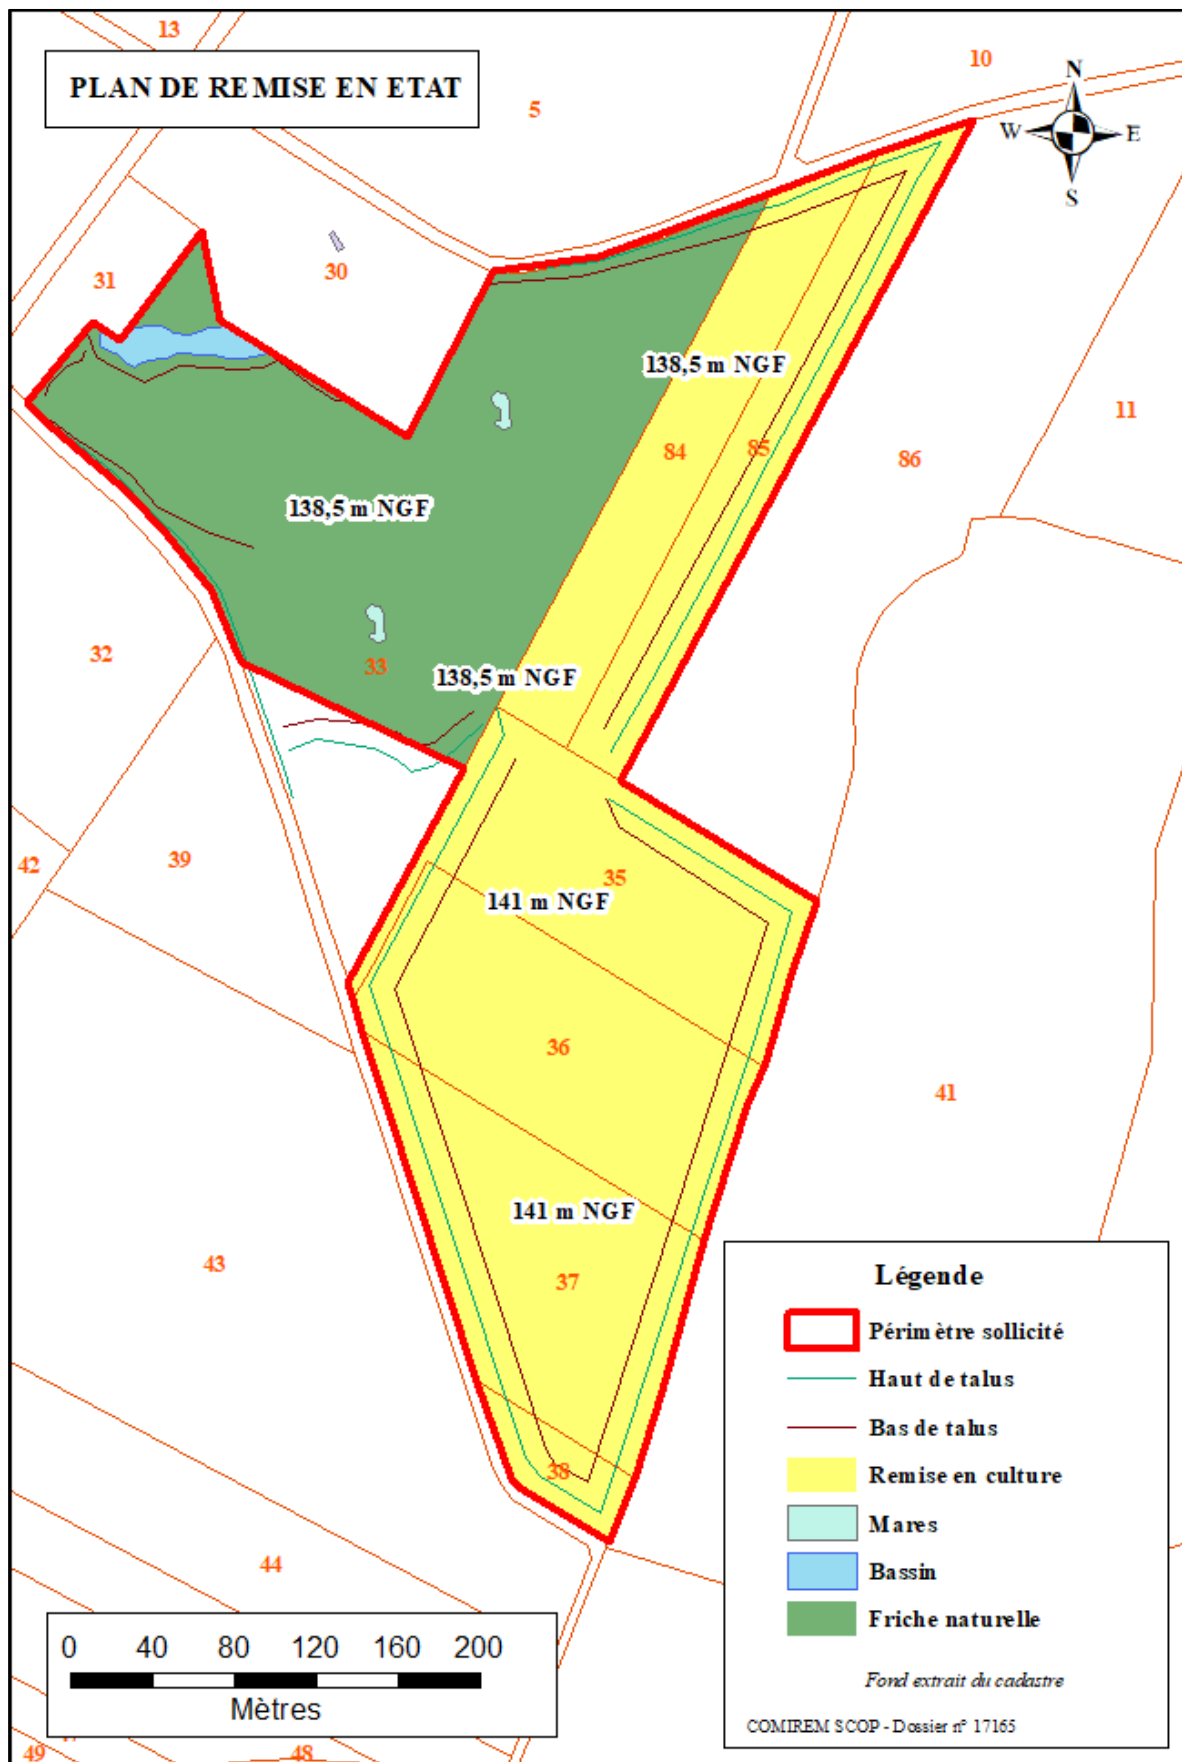 13
PLAN DE REMISE EN ETAT
10
5
N
W
E
S
30
31
138,5 m NGF
11
84
85
86
138,5 m NGF
32
33
138,5 m NGF
42
39
35
141 m NGF
36
41
141 m NGF
43
37
Légende
Périmètre sollicité
Haut de talus
Bas de talus
38
Remise en culture
Mares
44
Bassin
Friche naturelle
0 40 80 120 160 200
Mètres
Fond extrait du cadastre
COMIREM SCOP - Dossier n° 17165
49
48